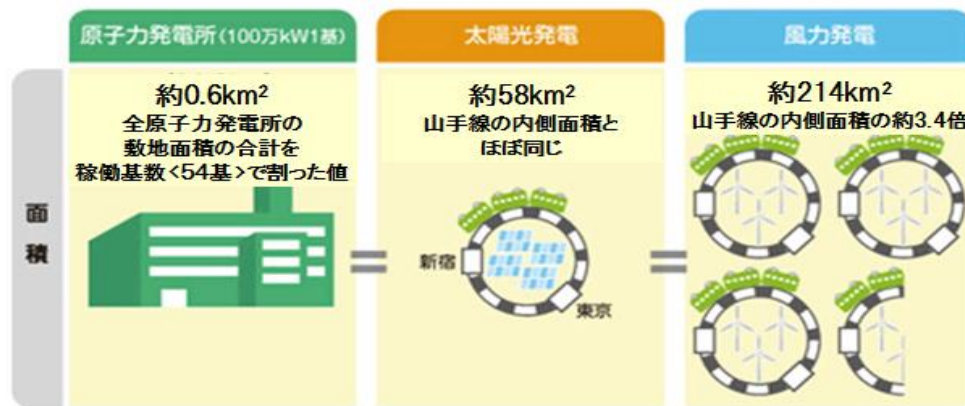 原子力発電所(100万kW1基)
太陽光発電
風力発電
面積
約0.6km²
全原子力発電所の
敷地面積の合計を
稼働基数<54基>で割った値
約58km²
山手線の内側面積と
ほぼ同じ
約214km²
山手線の内側面積の約3.4倍
=
新宿
東京
=